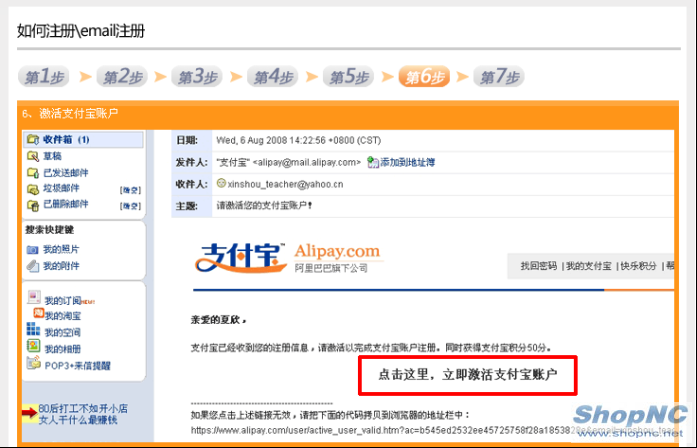 如何注册\email注册
第1步 第2步 第3步 第4步 第5步 第6步 第7步
6、激活支付宝账户
收件箱 (1)
草稿
已发送邮件
垃圾邮件 [清空]
已删除邮件 [清空]
搜索快捷键
我的照片
我的附件
我的订阅 NEW!
我的淘宝
我的空间
我的相册
POP3+来信提醒
80后打工不如开小店
女人干什么最赚钱
日期: Wed, 6 Aug 2008 14:22:56 +0800 (CST)
发件人: "支付宝" <alipay@mail.alipay.com> 添加到地址簿
收件人: xinshou_teacher@yahoo.cn
主题: 请激活您的支付宝账户!
支付宝™ Alipay.com
阿里巴巴旗下公司
找回密码 | 我的支付宝 | 快乐积分 | 帮
亲爱的夏欣，
支付宝已经收到您的注册信息，请激活以完成支付宝账户注册。同时获得支付宝积分50分。
点击这里，立即激活支付宝账户
如果您点击上述链接无效，请把下面的代码拷贝到浏览器的地址栏中：
https://www.alipay.com/user/active_user_valid.htm?ac=b545ed2532ee45725758f28a185382
ShopNC
www.shopnc.net